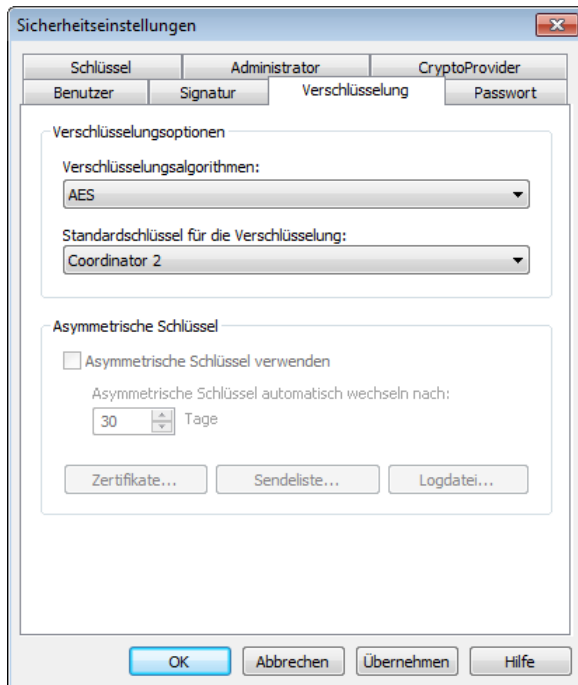 Sicherheitseinstellungen
Schlüssel Administrator CryptoProvider
Benutzer Signatur Verschlüsselung Passwort
Verschlüsselungsoptionen
Verschlüsselungsalgorithmen:
AES
Standardschlüssel für die Verschlüsselung:
Coordinator 2
Asymmetrische Schlüssel
Asymmetrische Schlüssel verwenden
Asymmetrische Schlüssel automatisch wechseln nach:
30 Tage
Zertifikate... Sendeliste... Logdatei...
OK Abbrechen Übernehmen Hilfe